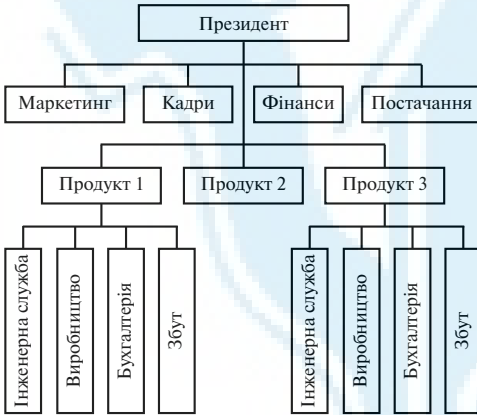 Президент
Маркетинг
Кадри
Фінанси
Постачання
Продукт 1
Продукт 2
Продукт 3
Інженерна служба
Виробництво
Бухгалтерія
Збут
Інженерна служба
Виробництво
Бухгалтерія
Збут